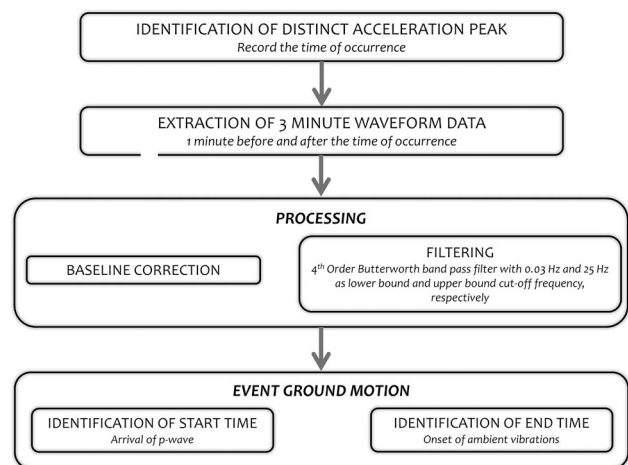 IDENTIFICATION OF DISTINCT ACCELERATION PEAK
Record the time of occurrence
EXTRACTION OF 3 MINUTE WAVEFORM DATA
1 minute before and after the time of occurrence
PROCESSING
BASELINE CORRECTION
FILTERING
4th Order Butterworth band pass filter with 0.03 Hz and 25 Hz
as lower bound and upper bound cut-off frequency,
respectively
EVENT GROUND MOTION
IDENTIFICATION OF START TIME
Arrival of p-wave
IDENTIFICATION OF END TIME
Onset of ambient vibrations